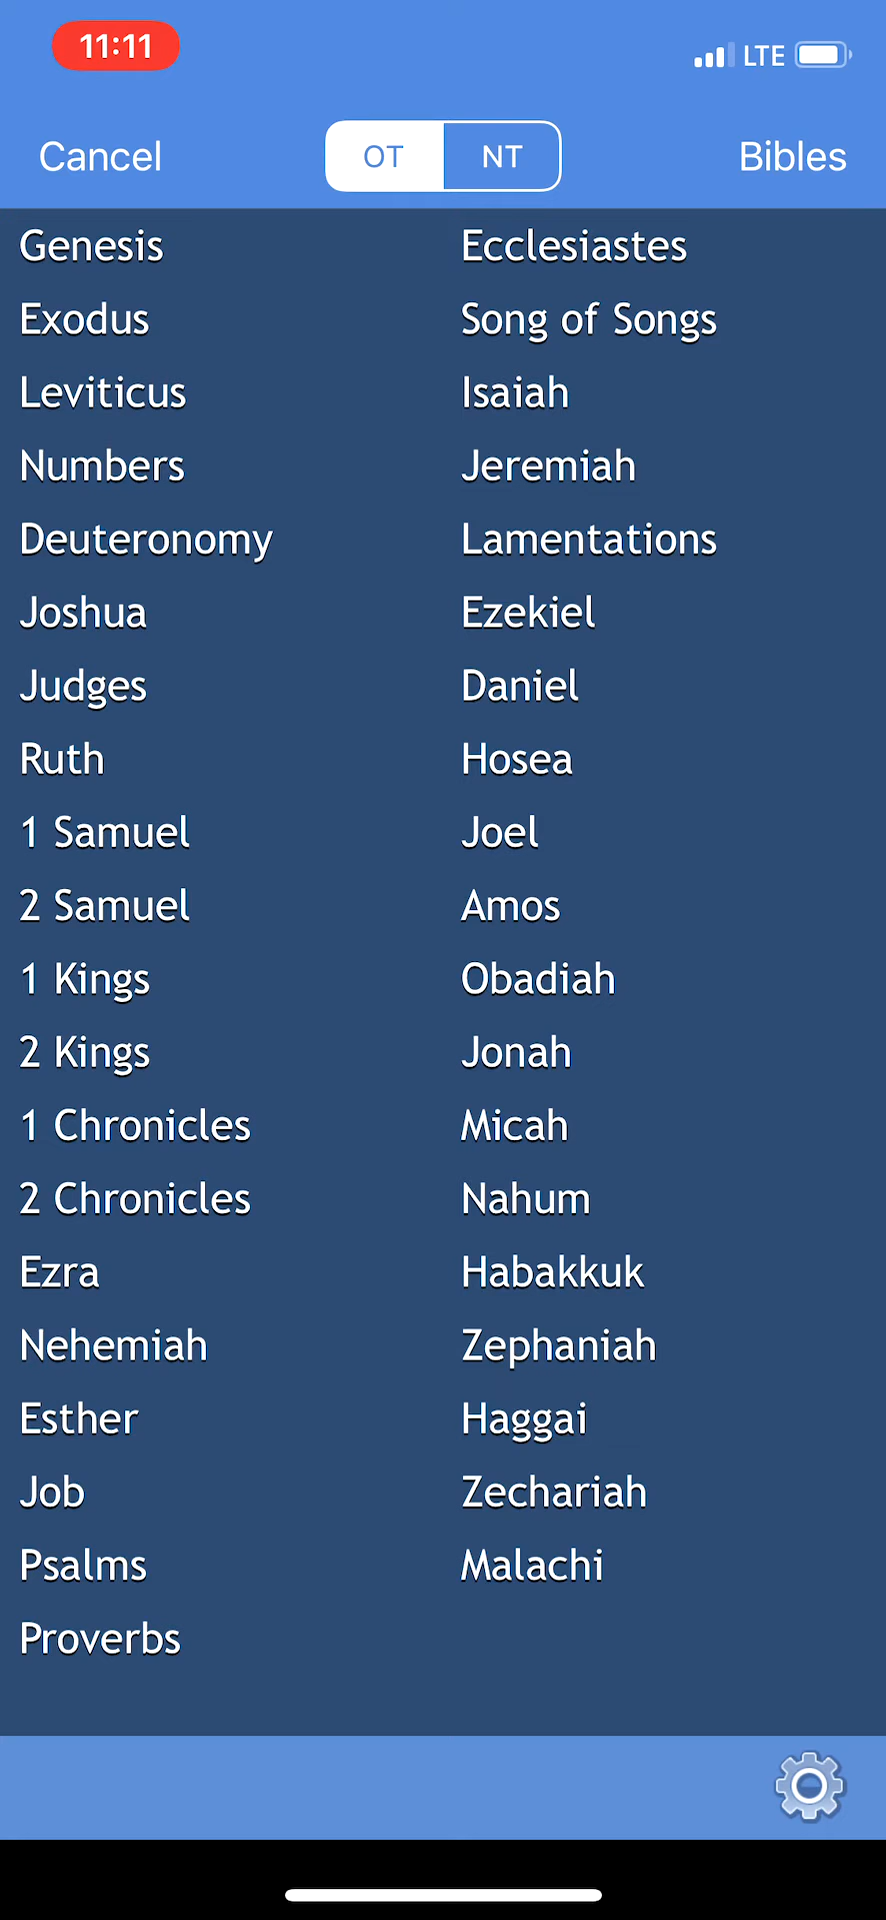 11:11
LTE
Cancel
OT
NT
Bibles
Genesis
Exodus
Leviticus
Numbers
Deuteronomy
Joshua
Judges
Ruth
1 Samuel
2 Samuel
1 Kings
2 Kings
1 Chronicles
2 Chronicles
Ezra
Nehemiah
Esther
Job
Psalms
Proverbs
Ecclesiastes
Song of Songs
Isaiah
Jeremiah
Lamentations
Ezekiel
Daniel
Hosea
Joel
Amos
Obadiah
Jonah
Micah
Nahum
Habakkuk
Zephaniah
Haggai
Zechariah
Malachi